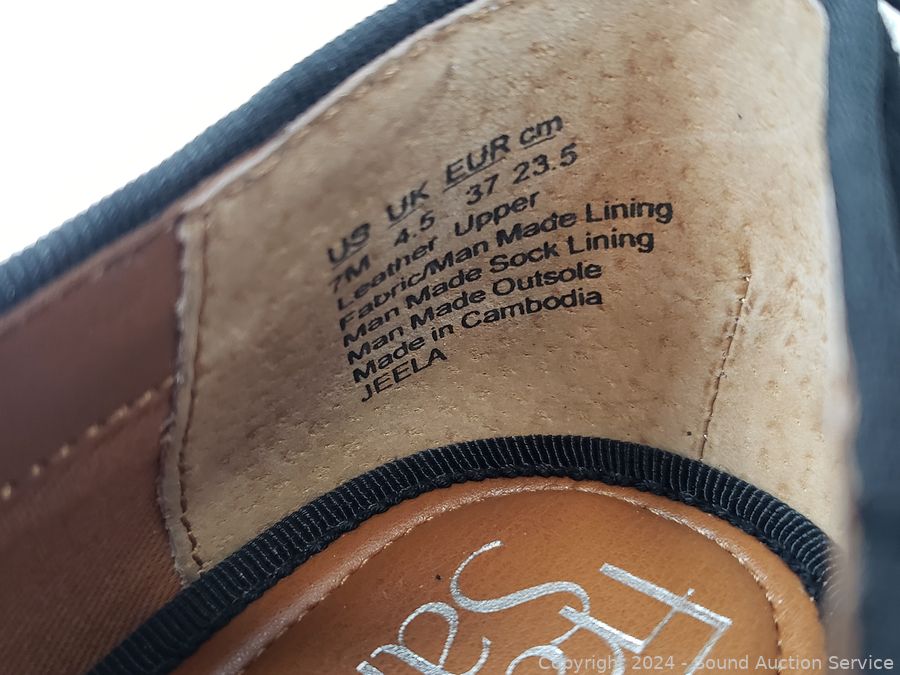 US UK EUR cm
7M 4.5 37 23.5
Leather Upper
Fabric/Man Made Lining
Man Made Sock Lining
Man Made Outsole
Made in Cambodia
JEELA
Copyright 2024 - Sound Auction Service